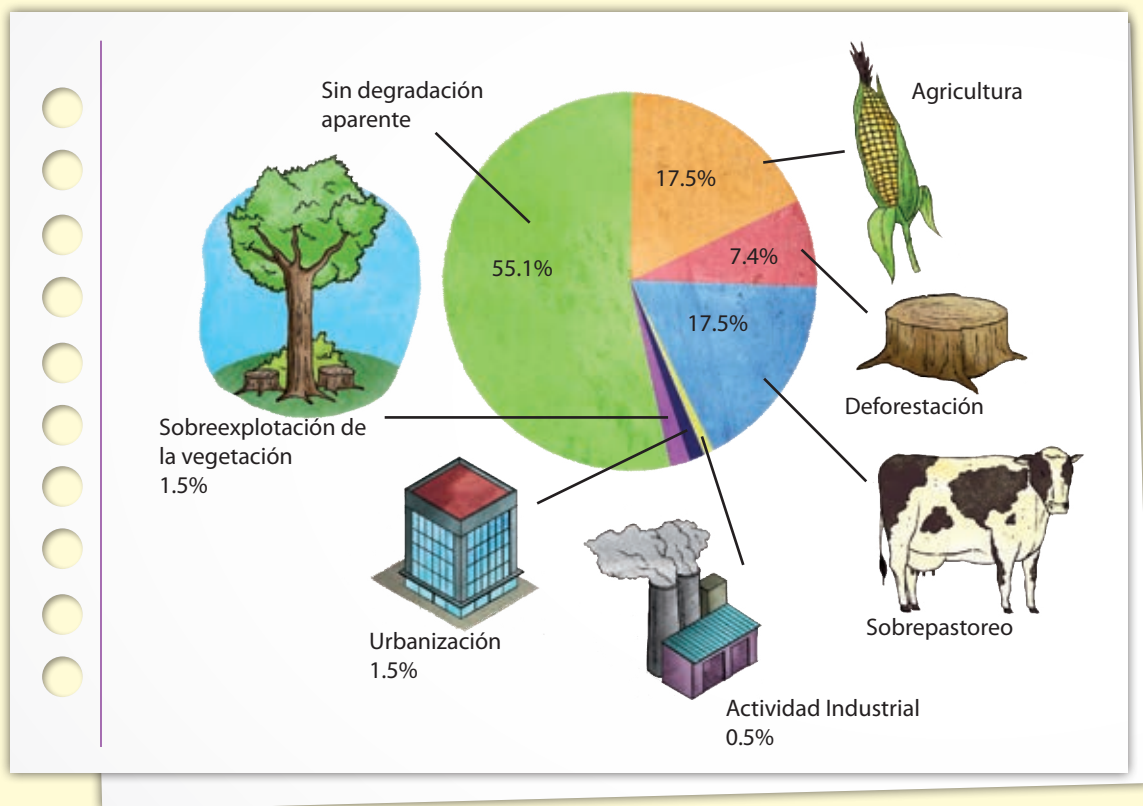 Sin degradación
aparente
Agricultura
17.5%
7.4%
55.1%
17.5%
Deforestación
Sobreexplotación de
la vegetación
1.5%
Sobrepastoreo
Urbanización
1.5%
Actividad Industrial
0.5%